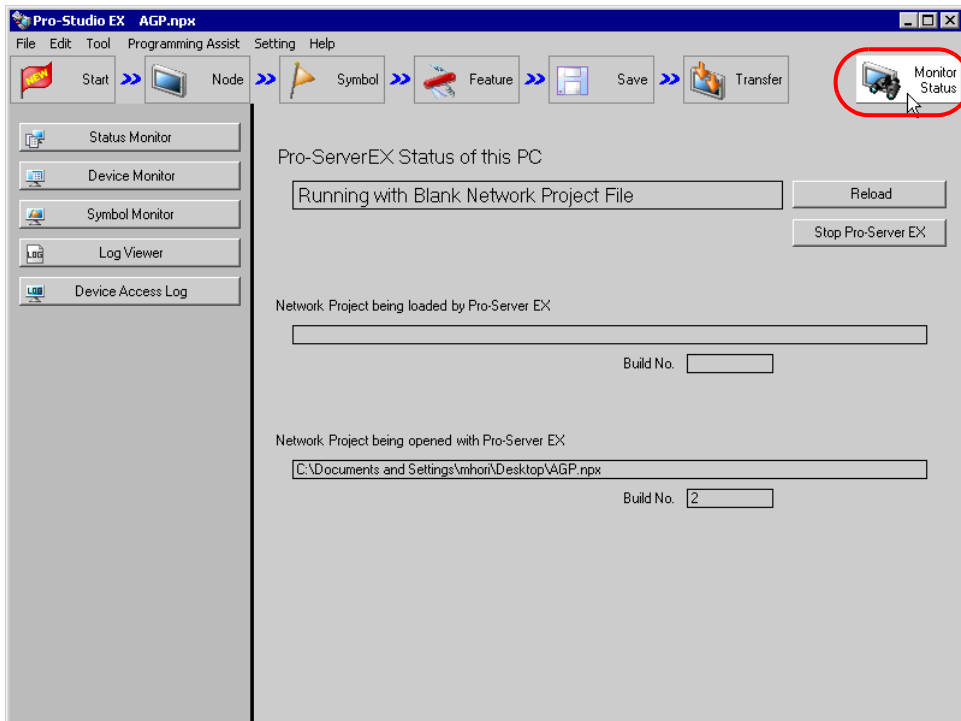 Pro-Studio EX AGP.npx
File Edit Tool Programming Assist Setting Help
NEW Start Node Symbol Feature Save Transfer Monitor Status
Status Monitor
Device Monitor
Symbol Monitor
LOG Log Viewer
LOG Device Access Log
Pro-ServerEX Status of this PC
Running with Blank Network Project File
Reload
Stop Pro-Server EX
Network Project being loaded by Pro-Server EX
Build No.
Network Project being opened with Pro-Server EX
C:\Documents and Settings\mhori\Desktop\AGP.npx
Build No. 2